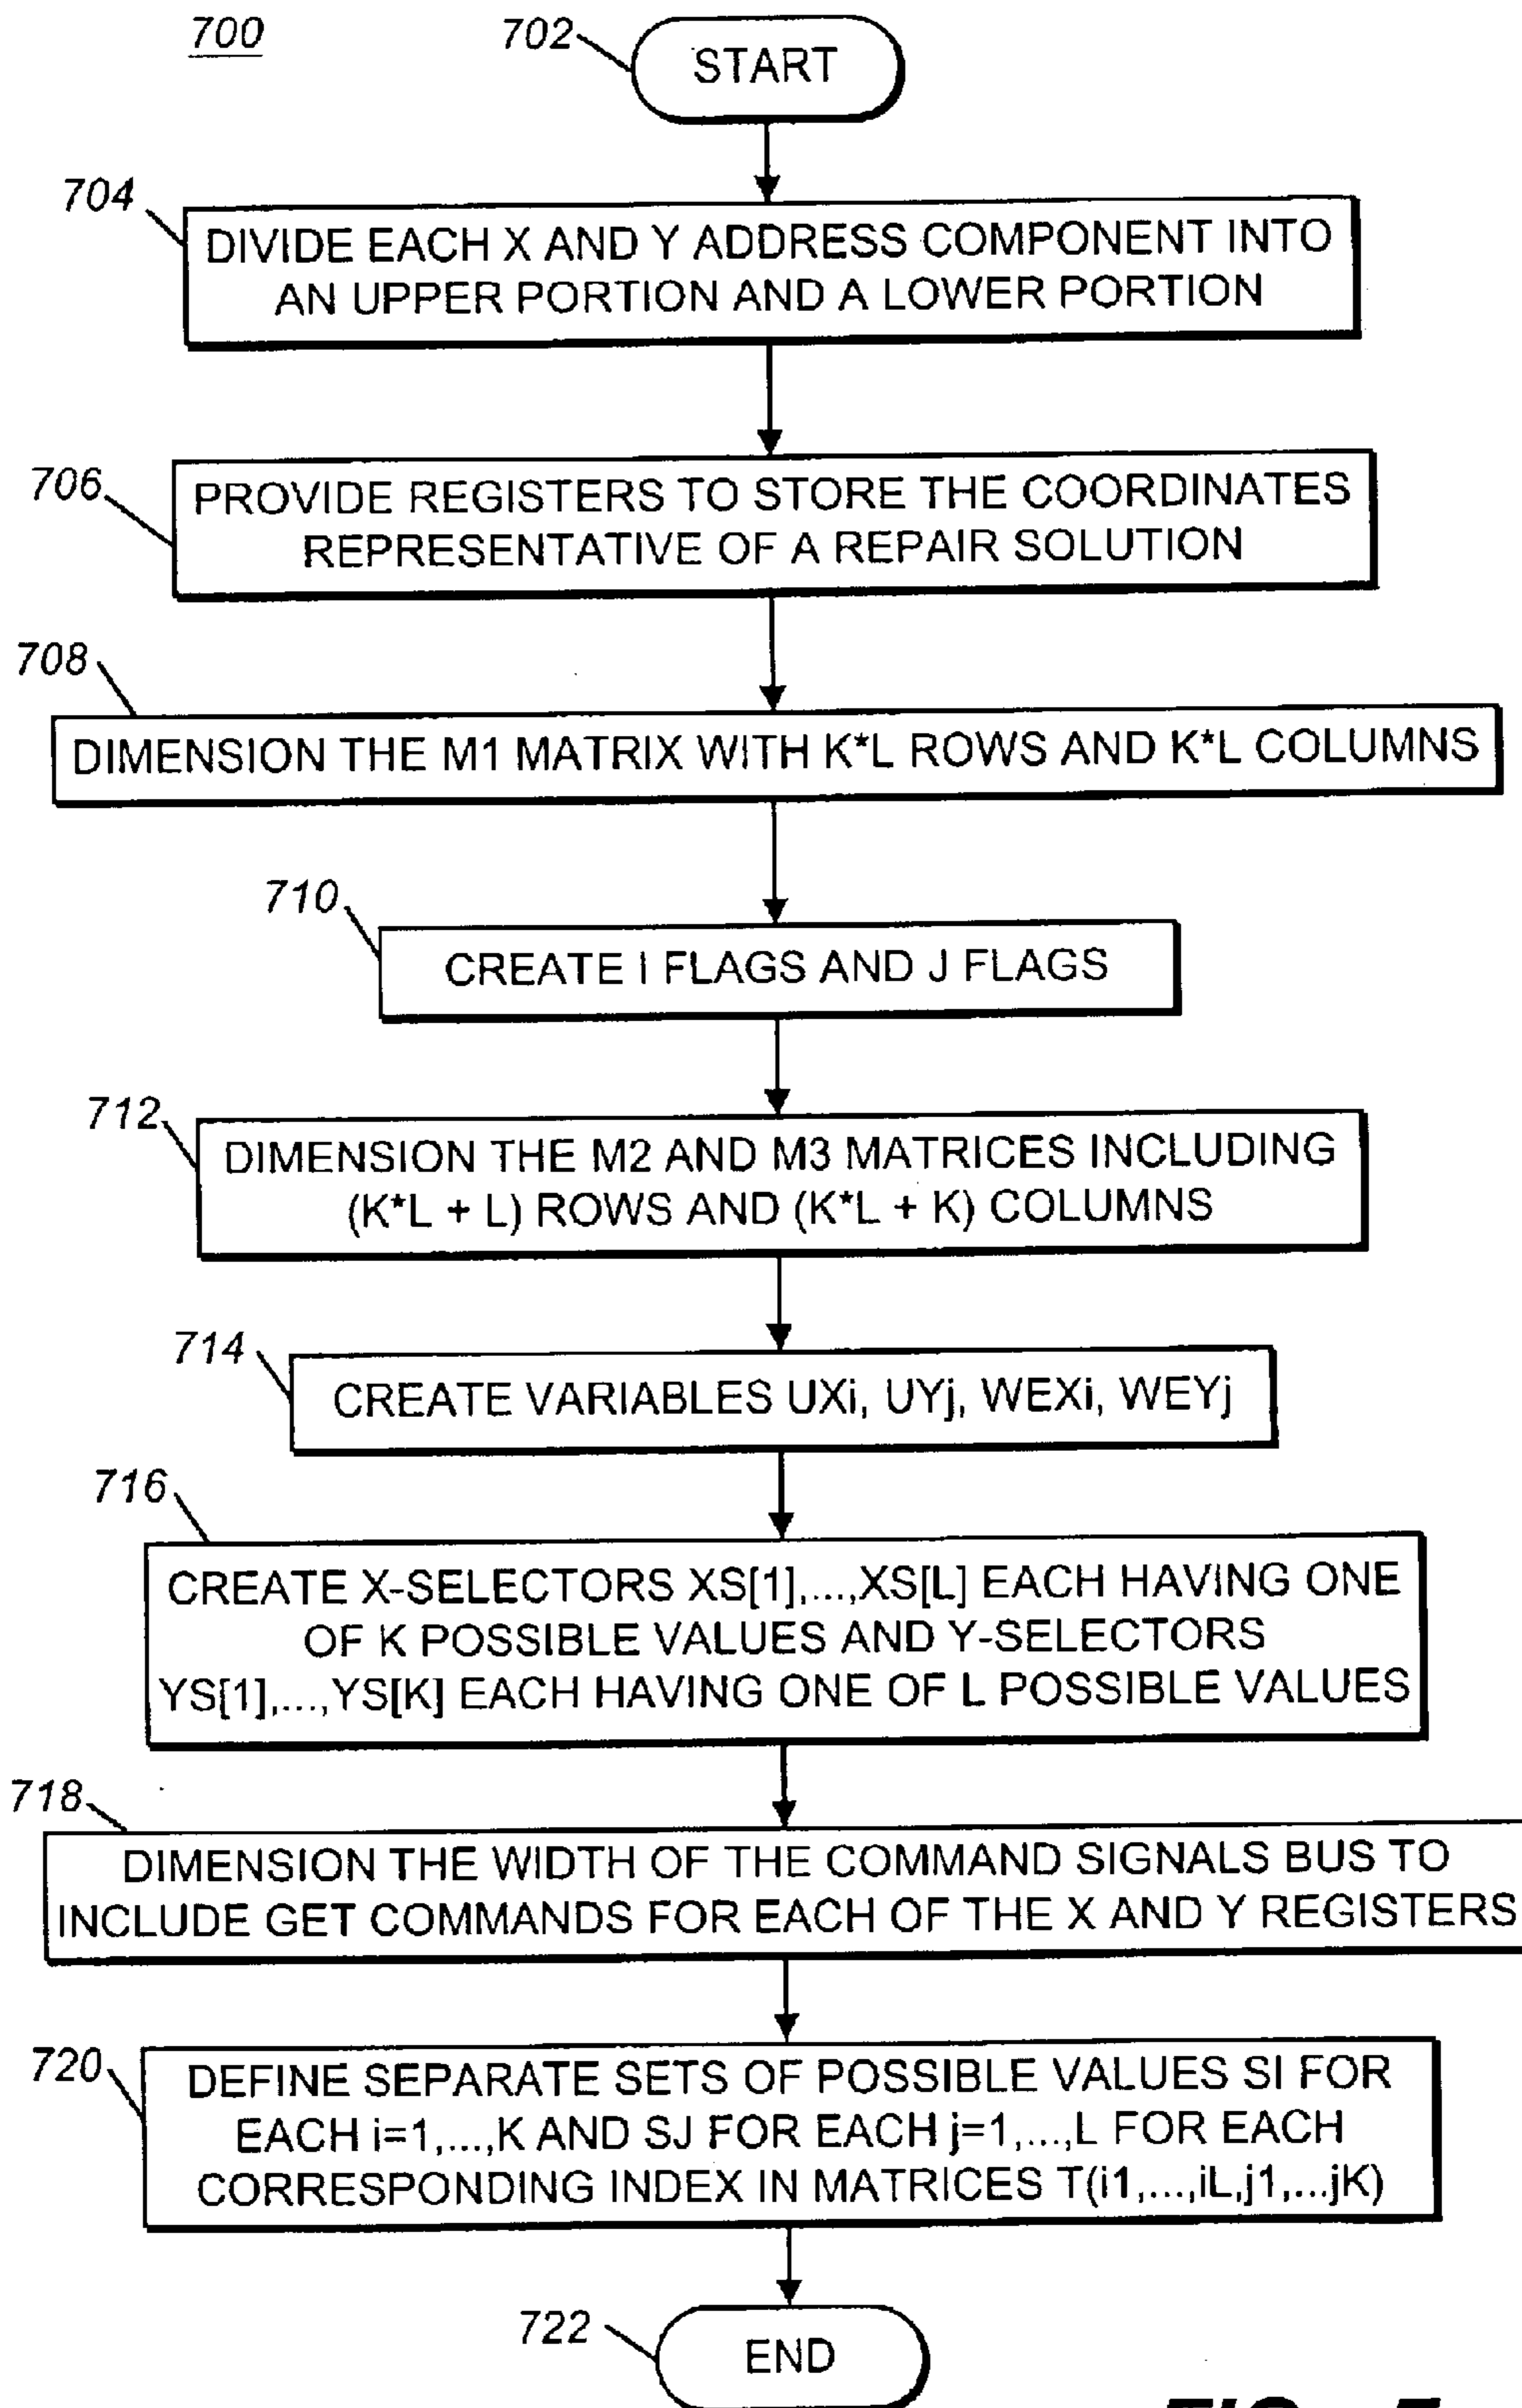 700
702
START
704
DIVIDE EACH X AND Y ADDRESS COMPONENT INTO
AN UPPER PORTION AND A LOWER PORTION
706
PROVIDE REGISTERS TO STORE THE COORDINATES
REPRESENTATIVE OF A REPAIR SOLUTION
708
DIMENSION THE M1 MATRIX WITH K*L ROWS AND K*L COLUMNS
710
CREATE I FLAGS AND J FLAGS
712
DIMENSION THE M2 AND M3 MATRICES INCLUDING
(K*L + L) ROWS AND (K*L + K) COLUMNS
714
CREATE VARIABLES UXi, UYj, WEXi, WEYj
716
CREATE X-SELECTORS XS[1],...,XS[L] EACH HAVING ONE
OF K POSSIBLE VALUES AND Y-SELECTORS
YS[1],...,YS[K] EACH HAVING ONE OF L POSSIBLE VALUES
718
DIMENSION THE WIDTH OF THE COMMAND SIGNALS BUS TO
INCLUDE GET COMMANDS FOR EACH OF THE X AND Y REGISTERS
720
DEFINE SEPARATE SETS OF POSSIBLE VALUES SI FOR
EACH i=1,...,K AND SJ FOR EACH j=1,...,L FOR EACH
CORRESPONDING INDEX IN MATRICES T(i1,...,iL,j1,...jK)
722
END